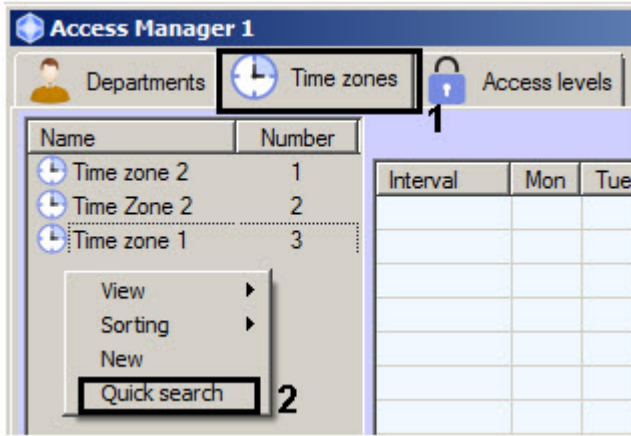 Access Manager 1
Departments Time zones Access levels
1
Name Number
Interval Mon Tue
Time zone 2 1
Time Zone 2 2
Time zone 1 3
View
Sorting
New
Quick search 2